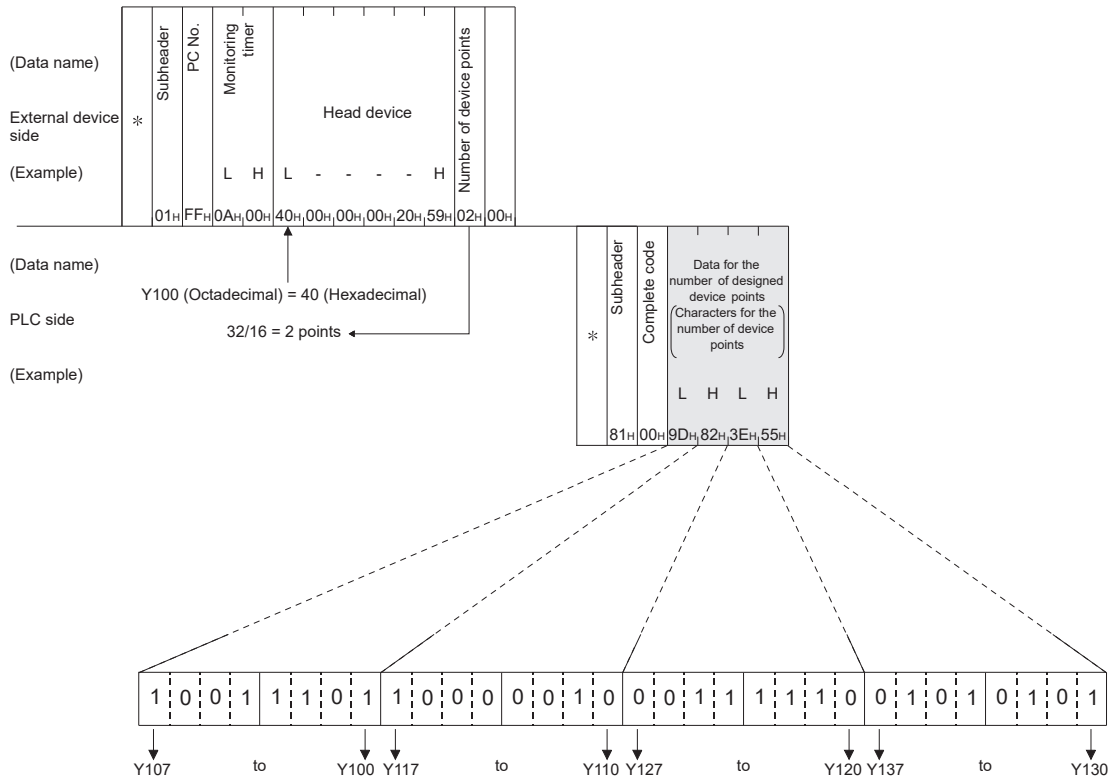 (Data name)
External device
side
(Example)
*
Subheader
PC No.
Monitoring
timer
Head device
Number of device points
L H L - - - - H
01H FFH 0AH 00H 40H 00H 00H 00H 20H 59H 02H 00H
(Data name)
PLC side
(Example)
Y100 (Octadecimal) = 40 (Hexadecimal)
32/16 = 2 points
*
Subheader
Complete code
Data for the
number of designed
device points
Characters for the
number of device
points
L H L H
81H 00H 9DH 82H 3EH 55H
1 0 0 1 1 1 0 1 1 0 0 0 0 0 1 0 0 0 1 1 1 1 1 0 0 1 0 1 0 1 0 1
Y107 to Y100 Y117 to Y110 Y127 to Y120 Y137 to Y130